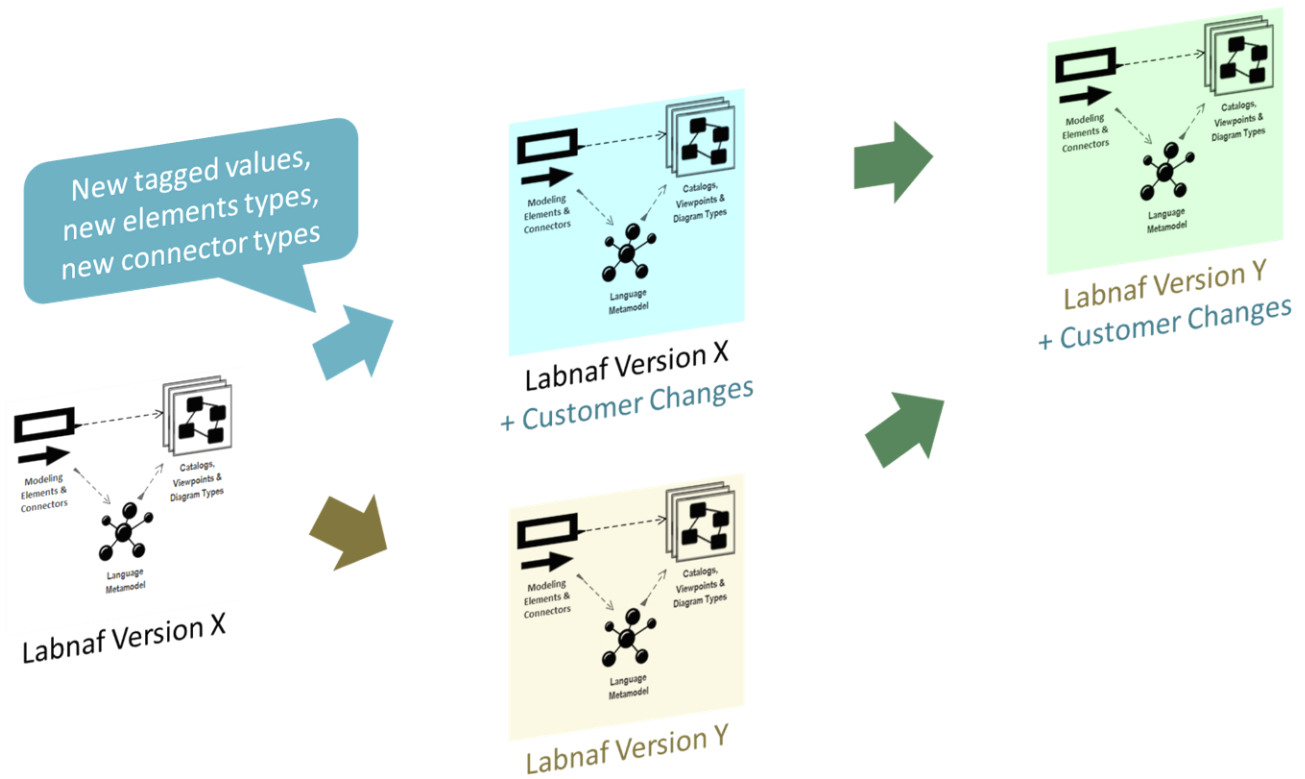 New tagged values,
new elements types,
new connector types
Modeling
Elements &
Connectors
Catalogs,
Viewpoints &
Diagram Types
Language
Metamodel
Labnaf Version X
Modeling
Elements &
Connectors
Catalogs,
Viewpoints &
Diagram Types
Language
Metamodel
Labnaf Version X
+ Customer Changes
Modeling
Elements &
Connectors
Catalogs,
Viewpoints &
Diagram Types
Language
Metamodel
Labnaf Version Y
Modeling
Elements &
Connectors
Catalogs,
Viewpoints &
Diagram Types
Language
Metamodel
Labnaf Version Y
+ Customer Changes